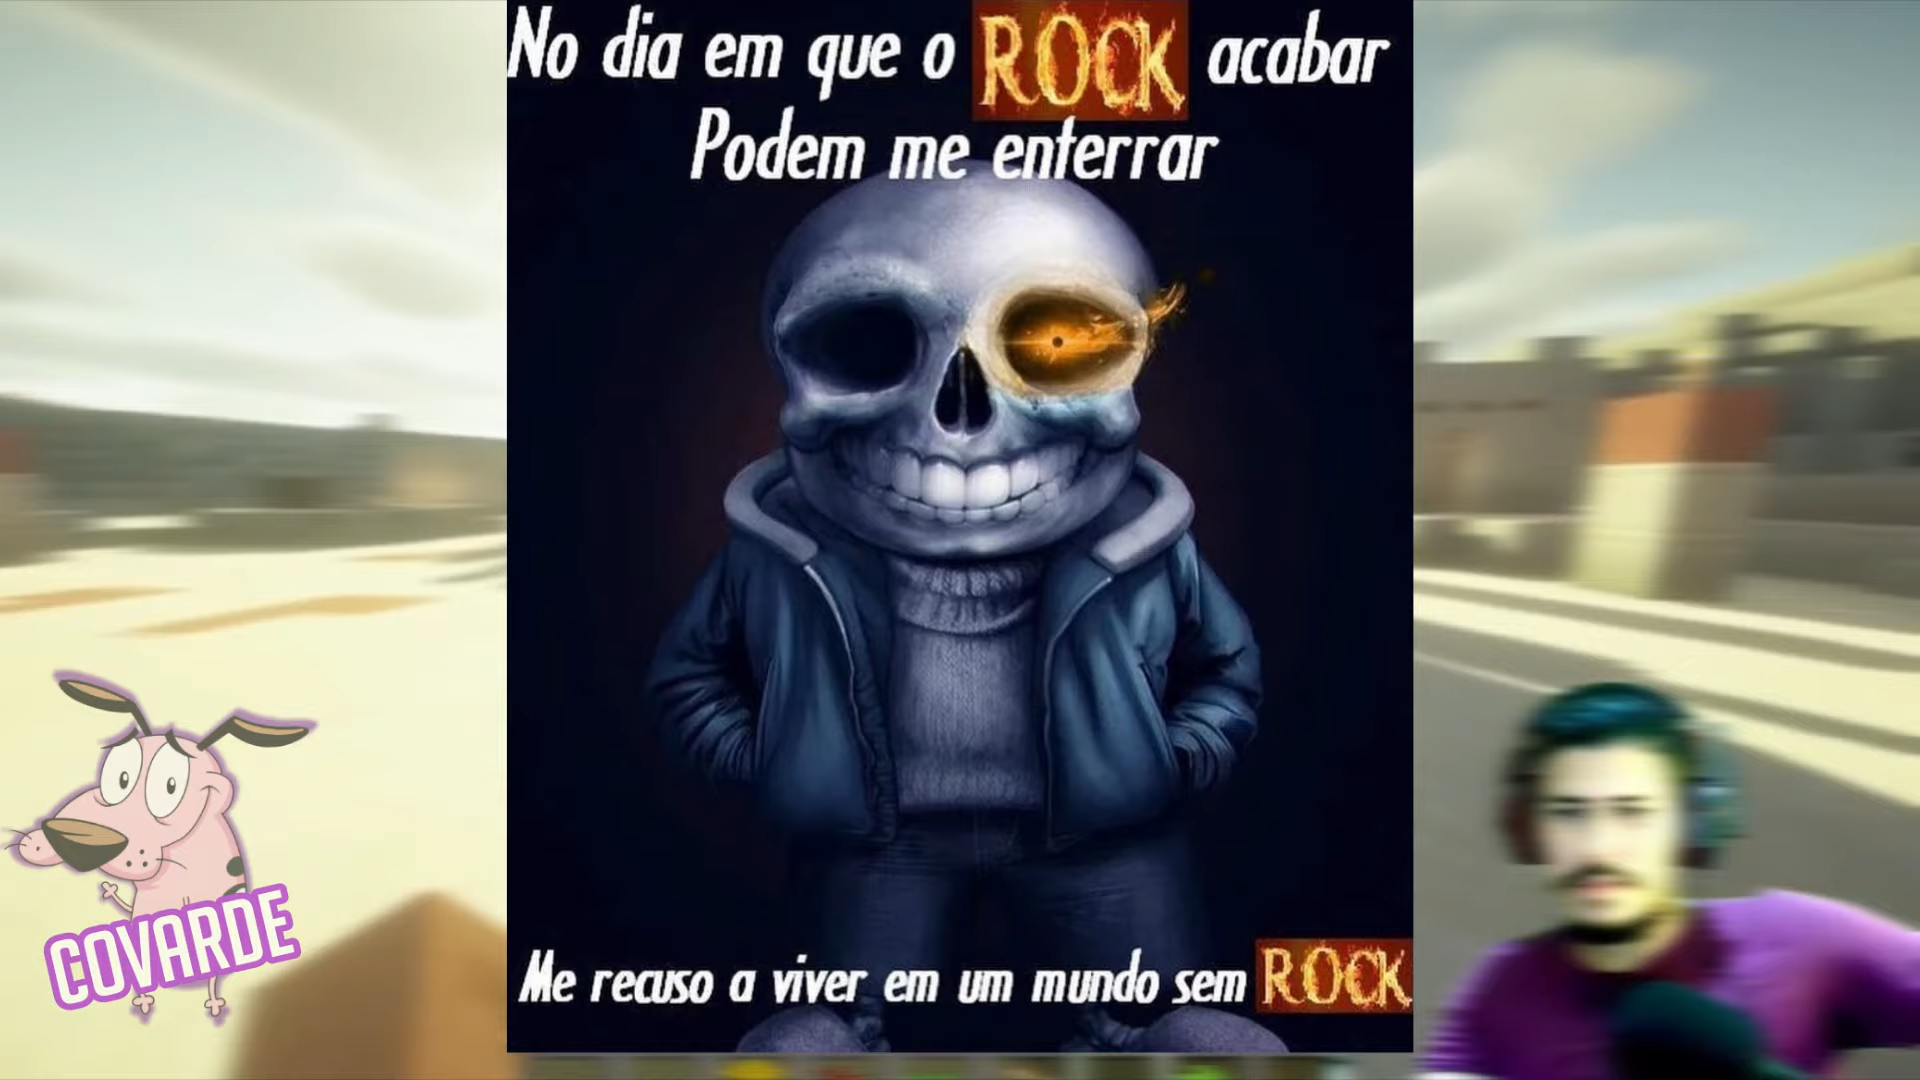 No dia em que o ROCK acabar
Podem me enterrar
COVARDE
Me recuso a viver em um mundo sem ROCK